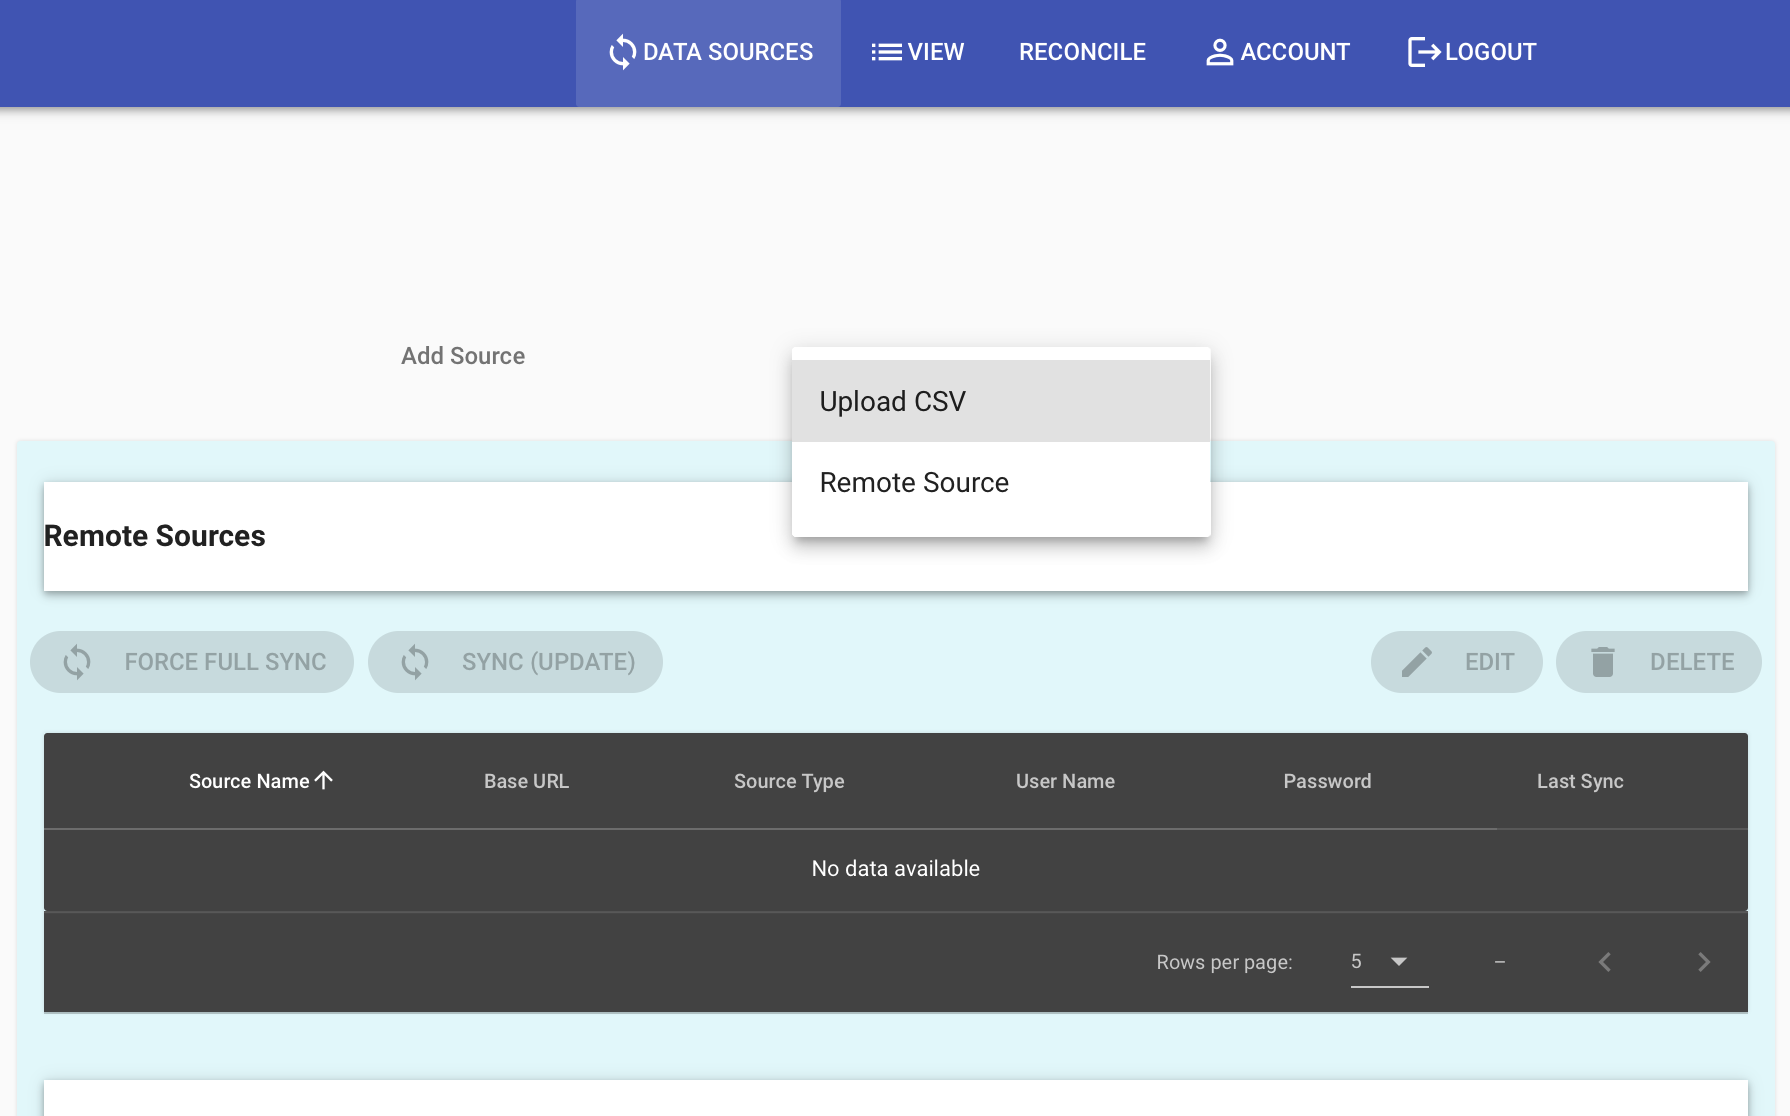 DATA SOURCES VIEW RECONCILE ACCOUNT LOGOUT
Add Source
Upload CSV
Remote Source
Remote Sources
FORCE FULL SYNC SYNC (UPDATE) EDIT DELETE
Source Name Base URL Source Type User Name Password Last Sync
No data available
Rows per page: 5 –